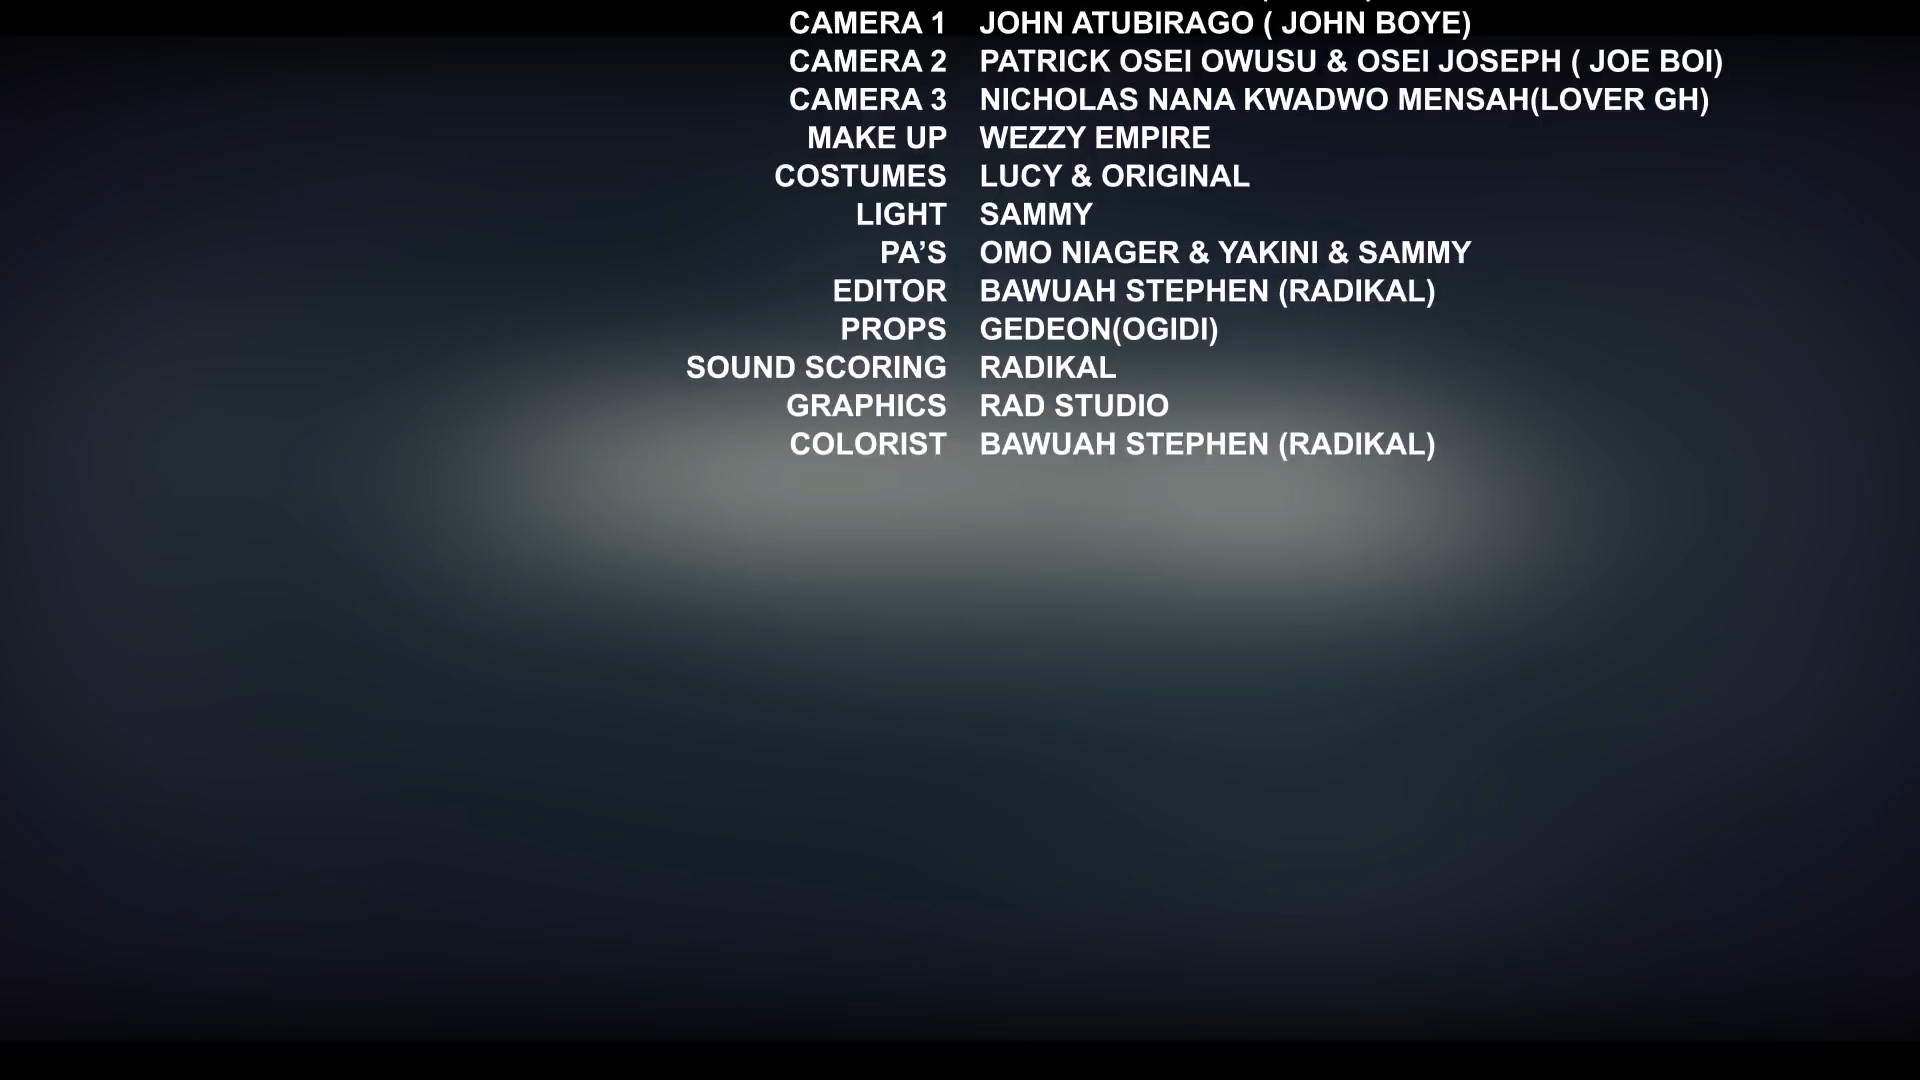 CAMERA 1 JOHN ATUBIRAGO ( JOHN BOYE)
CAMERA 2 PATRICK OSEI OWUSU & OSEI JOSEPH ( JOE BOI)
CAMERA 3 NICHOLAS NANA KWADWO MENSAH(LOVER GH)
MAKE UP WEZZY EMPIRE
COSTUMES LUCY & ORIGINAL
LIGHT SAMMY
PA’S OMO NIAGER & YAKINI & SAMMY
EDITOR BAWUAH STEPHEN (RADIKAL)
PROPS GEDEON(OGIDI)
SOUND SCORING RADIKAL
GRAPHICS RAD STUDIO
COLORIST BAWUAH STEPHEN (RADIKAL)